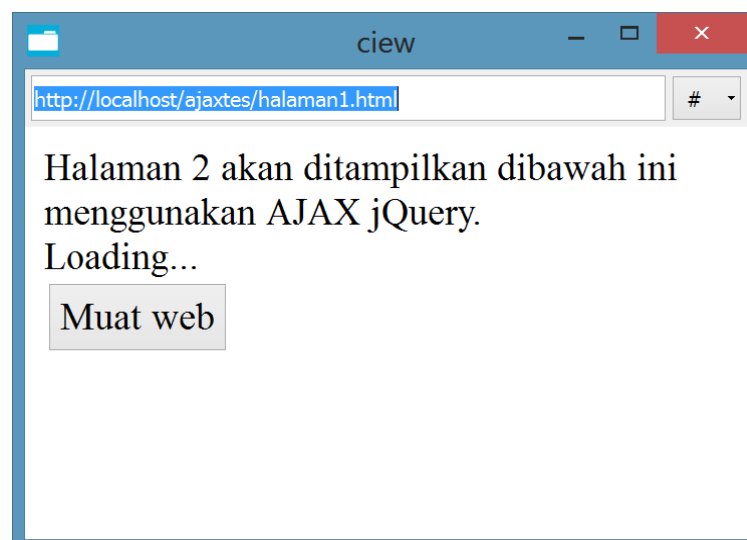 ciew
http://localhost/ajaxtes/halaman1.html
#
Halaman 2 akan ditampilkan dibawah ini
menggunakan AJAX jQuery.
Loading...
Muat web